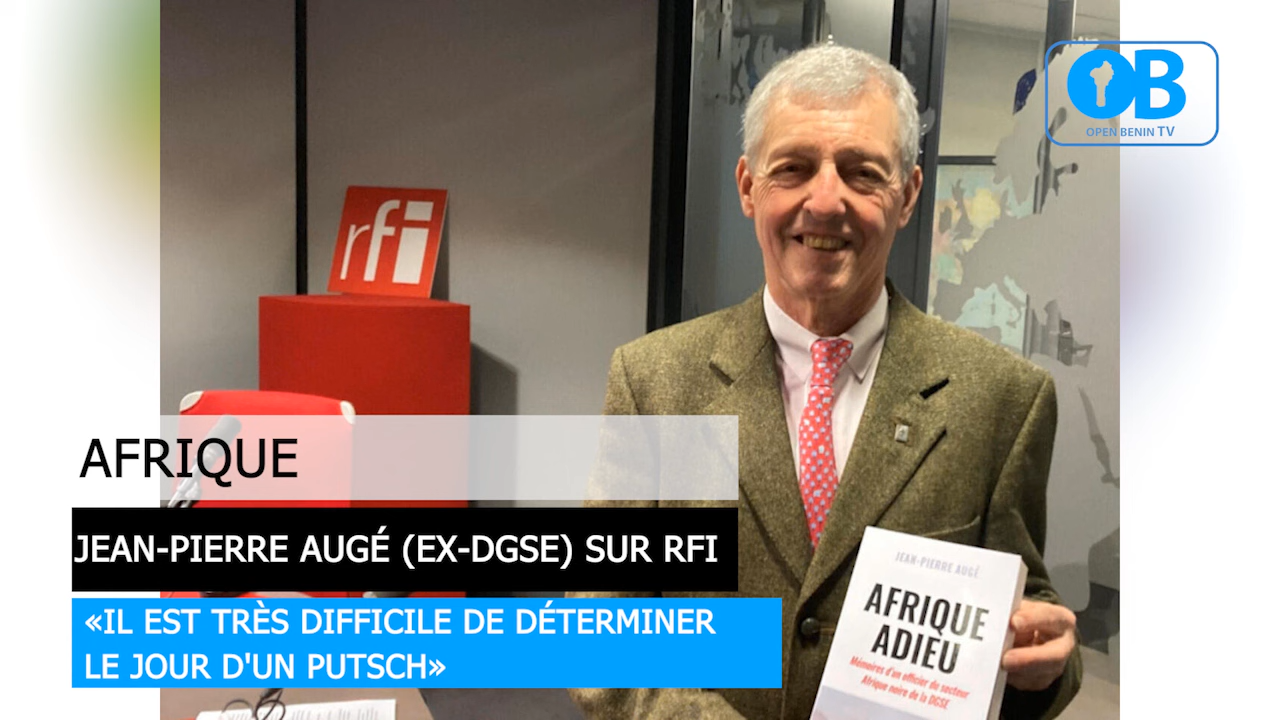 OB
OPEN BENIN TV
rfi
AFRIQUE
JEAN-PIERRE AUGÉ (EX-DGSE) SUR RFI
«IL EST TRÈS DIFFICILE DE DÉTERMINER
LE JOUR D'UN PUTSCH»
JEAN-PIERRE AUGÉ
AFRIQUE
ADIEU
Mémoires d'un officier du secteur
Afrique noire de la DGSE